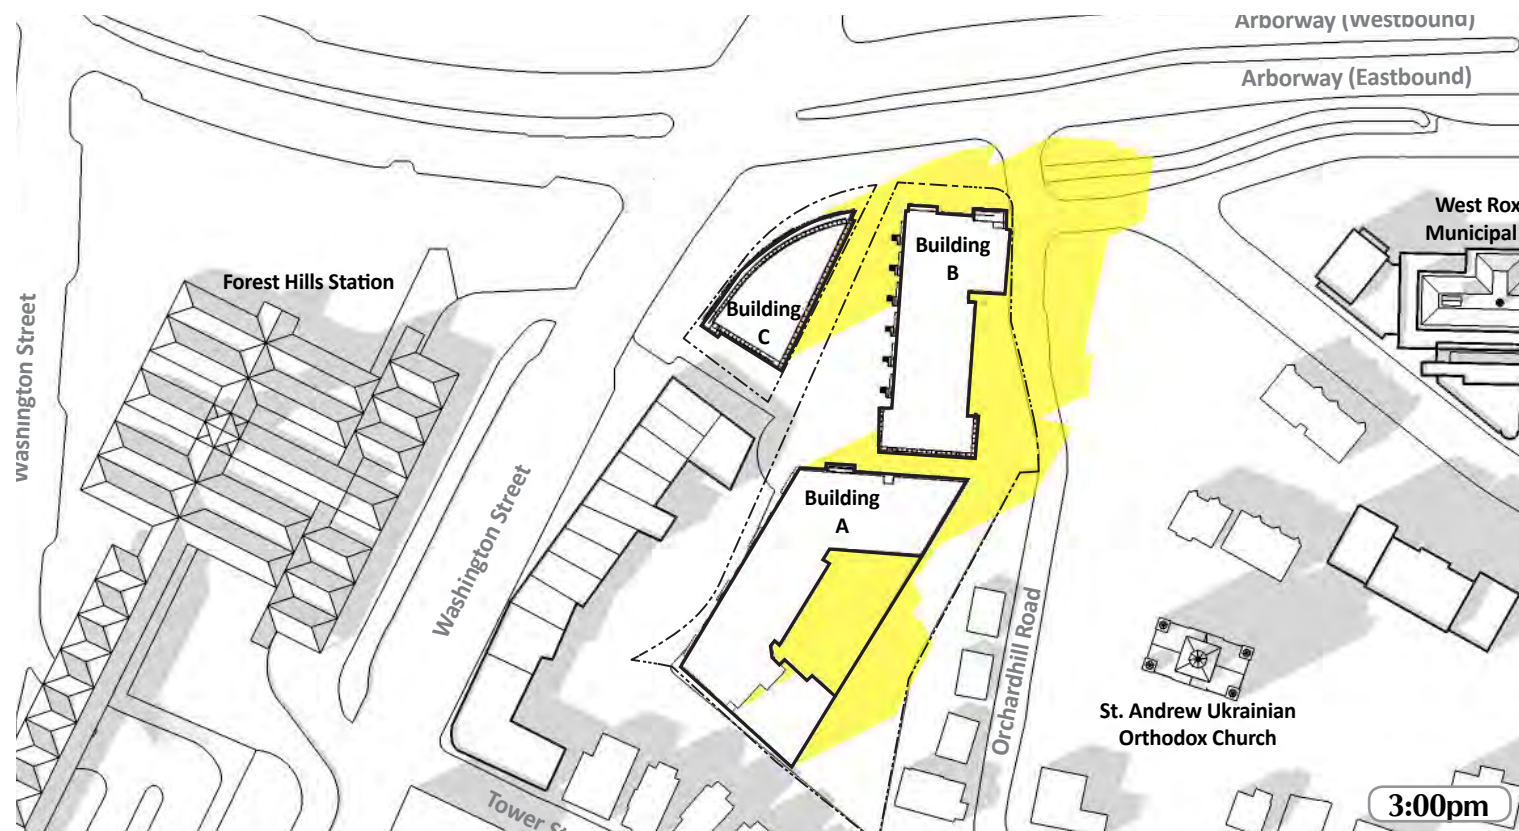 Arborway (Westbound)
Arborway (Eastbound)
West Rox
Municipal
Building
B
Forest Hills Station
Building
C
Washington Street
Building
A
Washington Street
Orchardhill Road
St. Andrew Ukrainian
Orthodox Church
Tower S
3:00pm